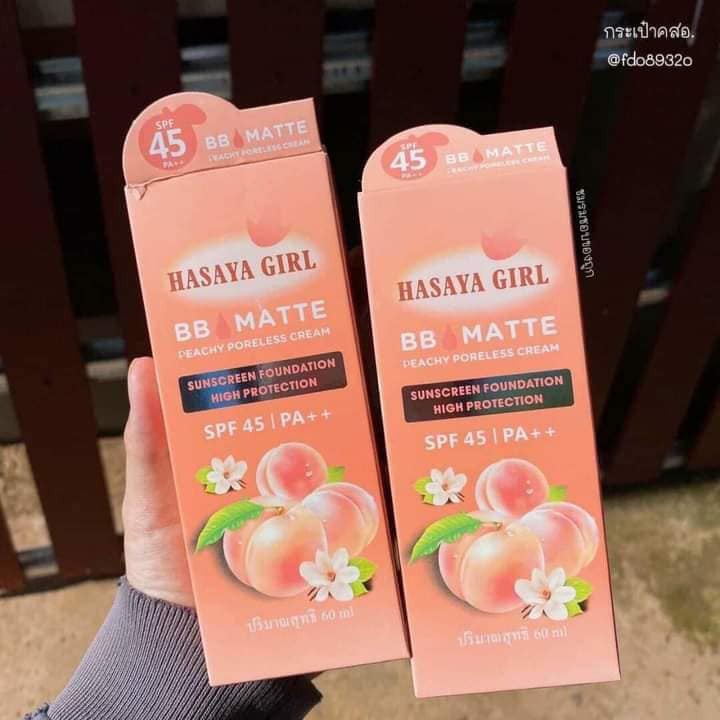 กระเป๋าคสอ.
@fdo8932o
SPF
45
PA++
BB MATTE
PEACHY PORELESS CREAM
HASAYA GIRL
BB MATTE
PEACHY PORELESS CREAM
SUNSCREEN FOUNDATION
HIGH PROTECTION
SPF 45 | PA++
ปริมาณสุทธิ 60 ml
SPF
45
PA++
BB MATTE
PEACHY PORELESS CREAM
HASAYA GIRL
BB MATTE
PEACHY PORELESS CREAM
SUNSCREEN FOUNDATION
HIGH PROTECTION
SPF 45 | PA++
ปริมาณสุทธิ 60 ml